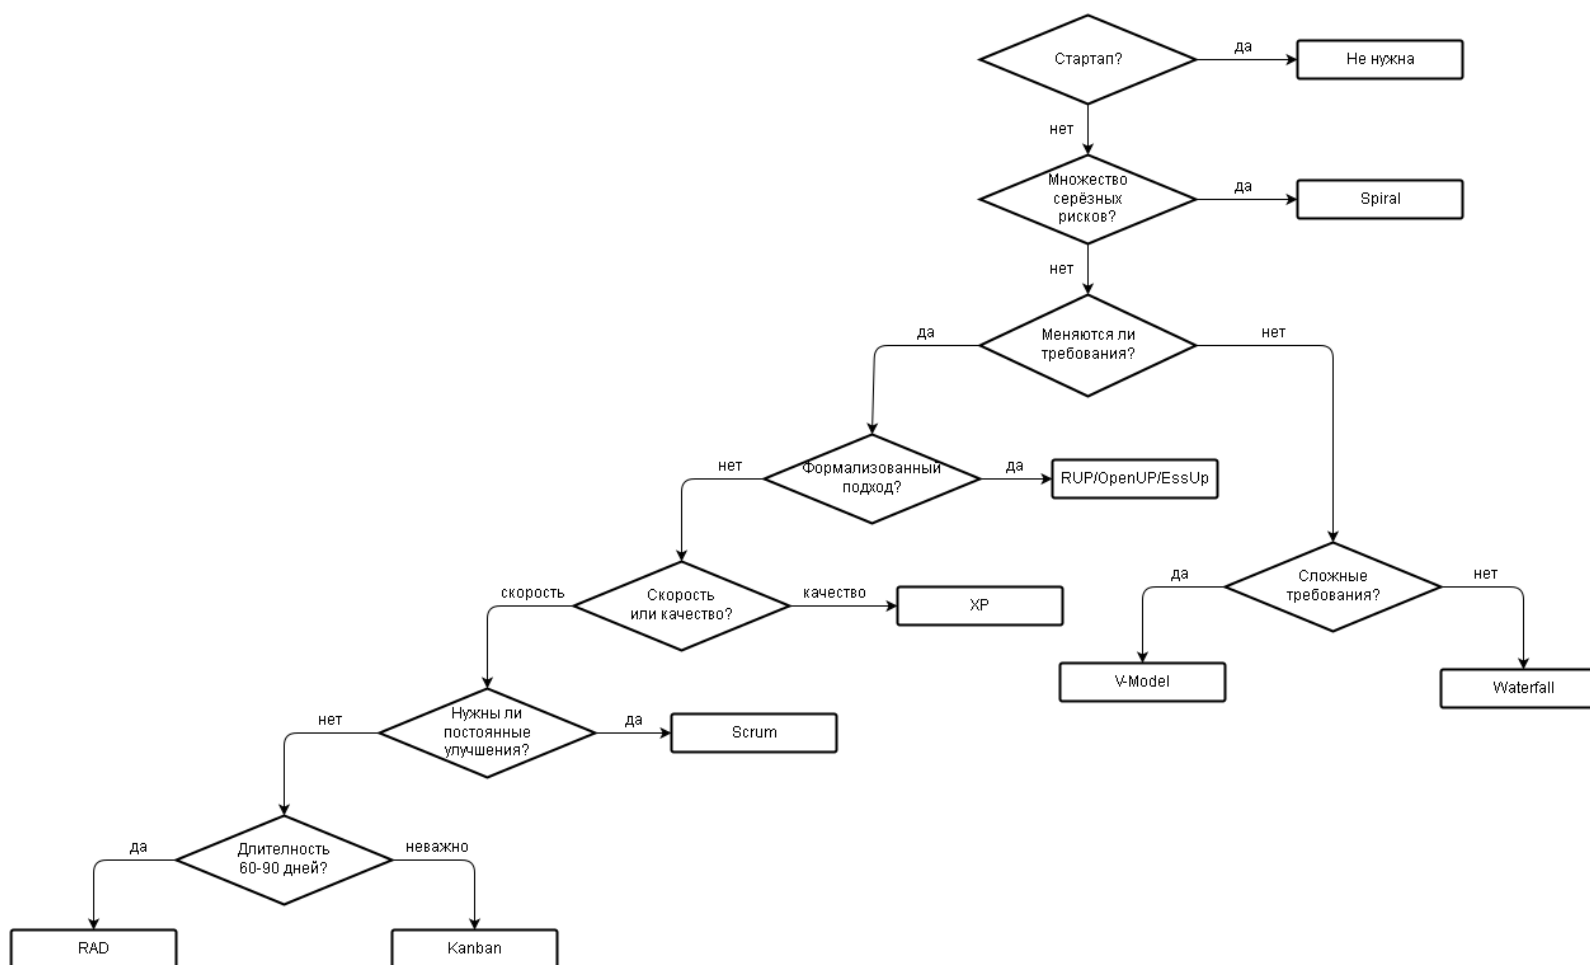 Стартап?
да
Не нужна
нет
Множество
серёзных
рисков?
да
Spiral
нет
Меняются ли
требования?
да
нет
Формализованный
подход?
нет
да
RUP/OpenUP/EssUp
Скорость
или качество?
скорость
качество
XP
Сложные
требования?
да
нет
V-Model
Waterfall
Нужны ли
постоянные
улучшения?
нет
да
Scrum
Длителность
60-90 дней?
да
неважно
RAD
Kanban